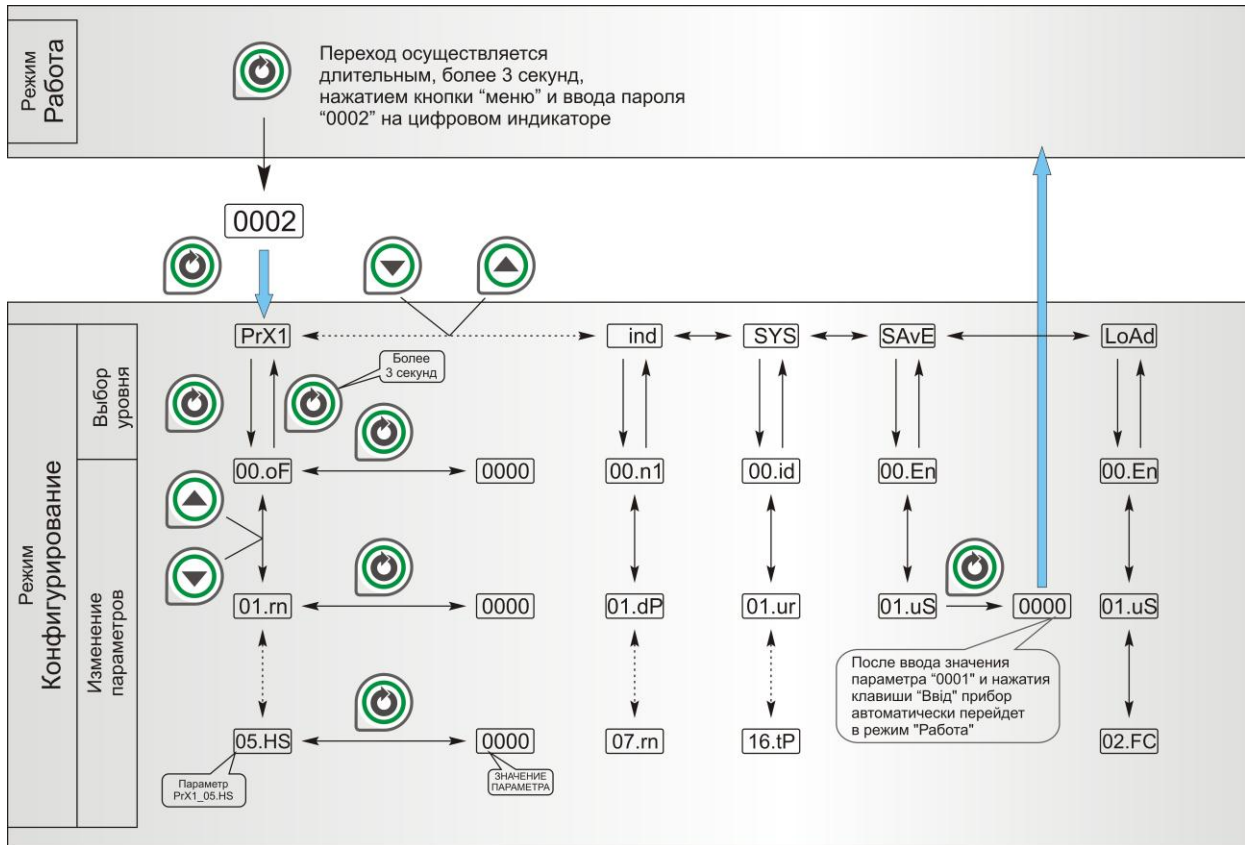 Режим
Работа
Переход осуществляется
длительным, более 3 секунд,
нажатием кнопки “меню” и ввода пароля
“0002” на цифровом индикаторе
0002
Режим
Конфигурирование
Выбор
уровня
Изменение
параметров
PrX1
ind
SYS
SAvE
LoAd
Более
3 секунд
00.oF
0000
00.n1
00.id
00.En
00.En
01.rn
0000
01.dP
01.ur
01.uS
0000
01.uS
После ввода значения
параметра “0001" и нажатия
клавиши “Ввід" прибор
автоматически перейдет
в режим "Работа"
05.HS
0000
07.rn
16.tP
02.FC
Параметр
PrX1_05.HS
ЗНАЧЕНИЕ
ПАРАМЕТРА